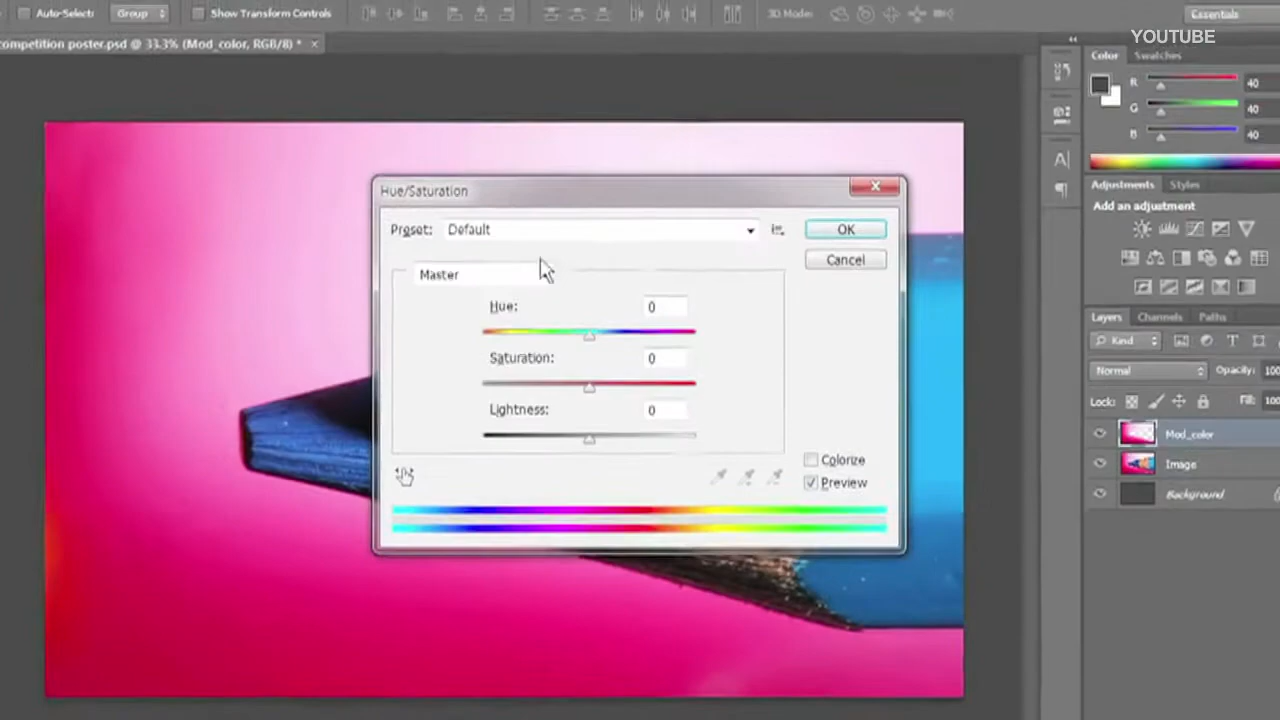 Auto-Select: Group Show Transform Controls 3D Mode: Essentials
YOUTUBE
competition poster.psd @ 33.3% (Mod_color, RGB/8) * ×
Color Swatches
R 40
G 40
B 40
Hue/Saturation
Preset: Default OK
Cancel
Master
Hue: 0
Saturation: 0
Lightness: 0
Colorize
Preview
Adjustments Styles
Add an adjustment
Layers Channels Paths
Kind
Normal Opacity: 100
Lock: Fill: 100
Mod_color
Image
Background